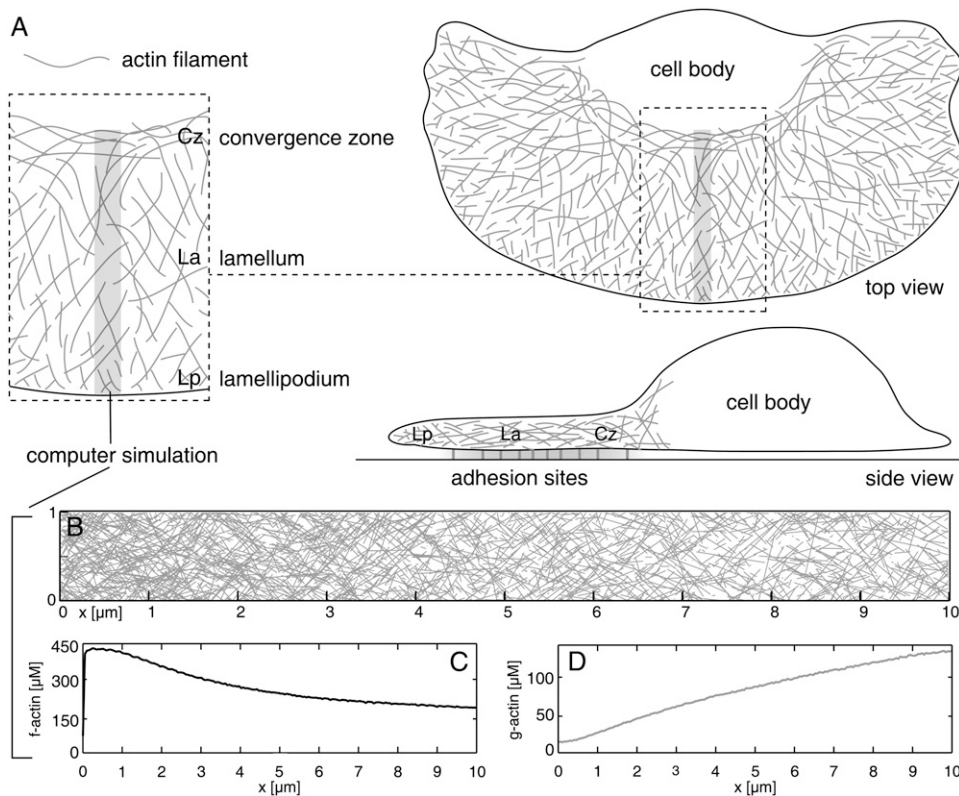 A
actin filament
Cz convergence zone
La lamellum
Lp lamellipodium
computer simulation
cell body
top view
cell body
Lp La Cz
adhesion sites
side view
B
1
0
0 1 2 3 4 5 6 7 8 9 10
x [µm]
C
f-actin [µM]
450
300
150
0
0 1 2 3 4 5 6 7 8 9 10
x [µm]
D
g-actin [µM]
100
50
0
0 1 2 3 4 5 6 7 8 9 10
x [µm]